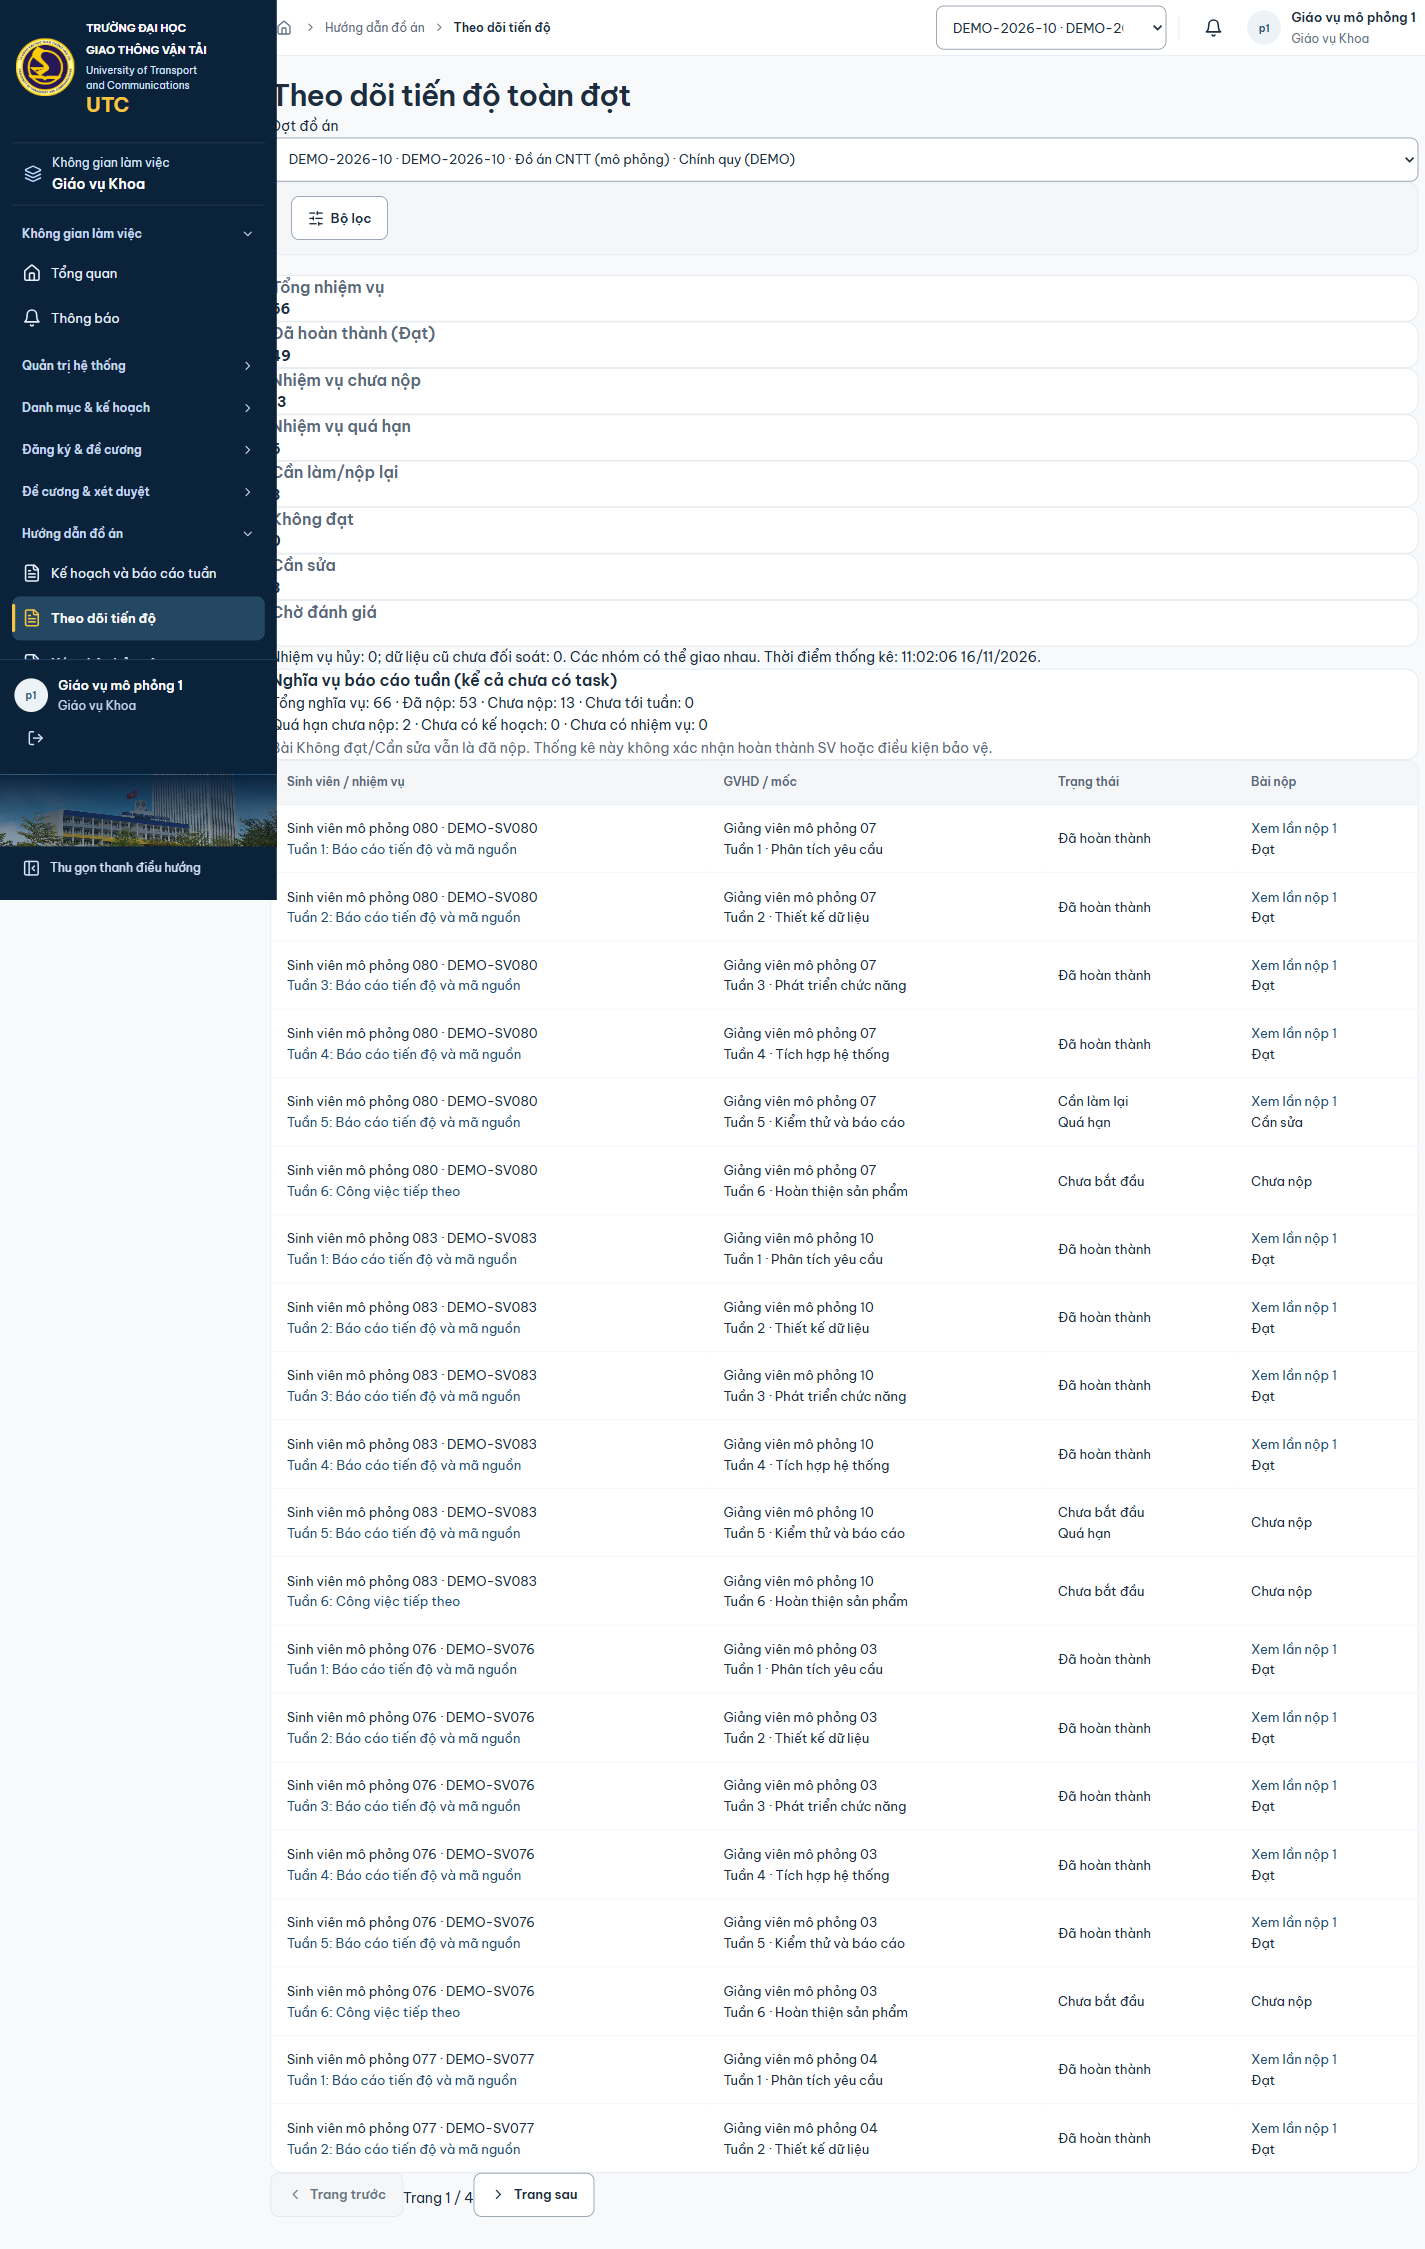 TRƯỜNG ĐẠI HỌC
GIAO THÔNG VẬN TẢI
University of Transport
and Communications
UTC
Không gian làm việc
Giáo vụ Khoa
Không gian làm việc
Tổng quan
Thông báo
Quản trị hệ thống
Danh mục & kế hoạch
Đăng ký & đề cương
Đề cương & xét duyệt
Hướng dẫn đồ án
Kế hoạch và báo cáo tuần
Theo dõi tiến độ
p1
Giáo vụ mô phỏng 1
Giáo vụ Khoa
Thu gọn thanh điều hướng
Hướng dẫn đồ án
Theo dõi tiến độ
DEMO-2026-10 · DEMO-2
p1
Giáo vụ mô phỏng 1
Giáo vụ Khoa
Theo dõi tiến độ toàn đợt
Đợt đồ án
DEMO-2026-10 · DEMO-2026-10 · Đồ án CNTT (mô phỏng) · Chính quy (DEMO)
Bộ lọc
Tổng nhiệm vụ
66
Đã hoàn thành (Đạt)
49
Nhiệm vụ chưa nộp
13
Nhiệm vụ quá hạn
Cần làm/nộp lại
Không đạt
Cần sửa
Chờ đánh giá
Nhiệm vụ hủy: 0; dữ liệu cũ chưa đối soát: 0. Các nhóm có thể giao nhau. Thời điểm thống kê: 11:02:06 16/11/2026.
Nghĩa vụ báo cáo tuần (kể cả chưa có task)
Tổng nghĩa vụ: 66 · Đã nộp: 53 · Chưa nộp: 13 · Chưa tới tuần: 0
Quá hạn chưa nộp: 2 · Chưa có kế hoạch: 0 · Chưa có nhiệm vụ: 0
Bài Không đạt/Cần sửa vẫn là đã nộp. Thống kê này không xác nhận hoàn thành SV hoặc điều kiện bảo vệ.
Sinh viên / nhiệm vụ
GVHD / mốc
Trạng thái
Bài nộp
Sinh viên mô phỏng 080 · DEMO-SV080
Tuần 1: Báo cáo tiến độ và mã nguồn
Giảng viên mô phỏng 07
Tuần 1 · Phân tích yêu cầu
Đã hoàn thành
Xem lần nộp 1
Đạt
Sinh viên mô phỏng 080 · DEMO-SV080
Tuần 2: Báo cáo tiến độ và mã nguồn
Giảng viên mô phỏng 07
Tuần 2 · Thiết kế dữ liệu
Đã hoàn thành
Xem lần nộp 1
Đạt
Sinh viên mô phỏng 080 · DEMO-SV080
Tuần 3: Báo cáo tiến độ và mã nguồn
Giảng viên mô phỏng 07
Tuần 3 · Phát triển chức năng
Đã hoàn thành
Xem lần nộp 1
Đạt
Sinh viên mô phỏng 080 · DEMO-SV080
Tuần 4: Báo cáo tiến độ và mã nguồn
Giảng viên mô phỏng 07
Tuần 4 · Tích hợp hệ thống
Đã hoàn thành
Xem lần nộp 1
Đạt
Sinh viên mô phỏng 080 · DEMO-SV080
Tuần 5: Báo cáo tiến độ và mã nguồn
Giảng viên mô phỏng 07
Tuần 5 · Kiểm thử và báo cáo
Cần làm lại
Quá hạn
Xem lần nộp 1
Cần sửa
Sinh viên mô phỏng 080 · DEMO-SV080
Tuần 6: Công việc tiếp theo
Giảng viên mô phỏng 07
Tuần 6 · Hoàn thiện sản phẩm
Chưa bắt đầu
Chưa nộp
Sinh viên mô phỏng 083 · DEMO-SV083
Tuần 1: Báo cáo tiến độ và mã nguồn
Giảng viên mô phỏng 10
Tuần 1 · Phân tích yêu cầu
Đã hoàn thành
Xem lần nộp 1
Đạt
Sinh viên mô phỏng 083 · DEMO-SV083
Tuần 2: Báo cáo tiến độ và mã nguồn
Giảng viên mô phỏng 10
Tuần 2 · Thiết kế dữ liệu
Đã hoàn thành
Xem lần nộp 1
Đạt
Sinh viên mô phỏng 083 · DEMO-SV083
Tuần 3: Báo cáo tiến độ và mã nguồn
Giảng viên mô phỏng 10
Tuần 3 · Phát triển chức năng
Đã hoàn thành
Xem lần nộp 1
Đạt
Sinh viên mô phỏng 083 · DEMO-SV083
Tuần 4: Báo cáo tiến độ và mã nguồn
Giảng viên mô phỏng 10
Tuần 4 · Tích hợp hệ thống
Đã hoàn thành
Xem lần nộp 1
Đạt
Sinh viên mô phỏng 083 · DEMO-SV083
Tuần 5: Báo cáo tiến độ và mã nguồn
Giảng viên mô phỏng 10
Tuần 5 · Kiểm thử và báo cáo
Chưa bắt đầu
Quá hạn
Chưa nộp
Sinh viên mô phỏng 083 · DEMO-SV083
Tuần 6: Công việc tiếp theo
Giảng viên mô phỏng 10
Tuần 6 · Hoàn thiện sản phẩm
Chưa bắt đầu
Chưa nộp
Sinh viên mô phỏng 076 · DEMO-SV076
Tuần 1: Báo cáo tiến độ và mã nguồn
Giảng viên mô phỏng 03
Tuần 1 · Phân tích yêu cầu
Đã hoàn thành
Xem lần nộp 1
Đạt
Sinh viên mô phỏng 076 · DEMO-SV076
Tuần 2: Báo cáo tiến độ và mã nguồn
Giảng viên mô phỏng 03
Tuần 2 · Thiết kế dữ liệu
Đã hoàn thành
Xem lần nộp 1
Đạt
Sinh viên mô phỏng 076 · DEMO-SV076
Tuần 3: Báo cáo tiến độ và mã nguồn
Giảng viên mô phỏng 03
Tuần 3 · Phát triển chức năng
Đã hoàn thành
Xem lần nộp 1
Đạt
Sinh viên mô phỏng 076 · DEMO-SV076
Tuần 4: Báo cáo tiến độ và mã nguồn
Giảng viên mô phỏng 03
Tuần 4 · Tích hợp hệ thống
Đã hoàn thành
Xem lần nộp 1
Đạt
Sinh viên mô phỏng 076 · DEMO-SV076
Tuần 5: Báo cáo tiến độ và mã nguồn
Giảng viên mô phỏng 03
Tuần 5 · Kiểm thử và báo cáo
Đã hoàn thành
Xem lần nộp 1
Đạt
Sinh viên mô phỏng 076 · DEMO-SV076
Tuần 6: Công việc tiếp theo
Giảng viên mô phỏng 03
Tuần 6 · Hoàn thiện sản phẩm
Chưa bắt đầu
Chưa nộp
Sinh viên mô phỏng 077 · DEMO-SV077
Tuần 1: Báo cáo tiến độ và mã nguồn
Giảng viên mô phỏng 04
Tuần 1 · Phân tích yêu cầu
Đã hoàn thành
Xem lần nộp 1
Đạt
Sinh viên mô phỏng 077 · DEMO-SV077
Tuần 2: Báo cáo tiến độ và mã nguồn
Giảng viên mô phỏng 04
Tuần 2 · Thiết kế dữ liệu
Đã hoàn thành
Xem lần nộp 1
Đạt
Trang trước
Trang 1 / 4
Trang sau